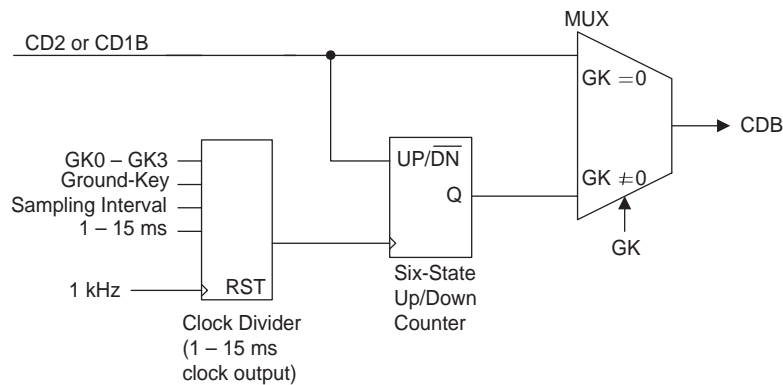 MUX
CD2 or CD1B
GK = 0
CDB
GK0 – GK3
Ground-Key
Sampling Interval
1 – 15 ms
UP/DN
Q
GK ≠ 0
GK
1 kHz
RST
Six-State
Up/Down
Counter
Clock Divider
(1 – 15 ms
clock output)